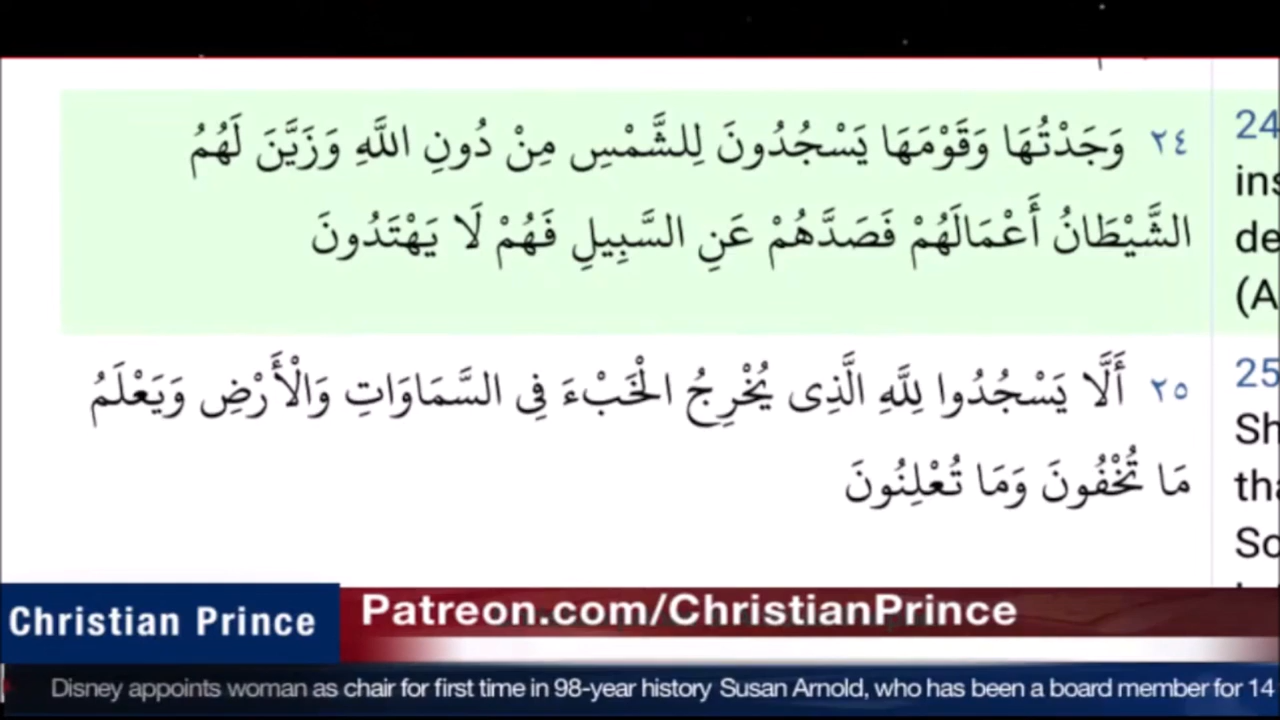 ٢٤ وَجَدْتُهَا وَقَوْمَهَا يَسْجُدُونَ لِلشَّمْسِ مِنْ دُونِ اللَّهِ وَزَيَّنَ لَهُمُ
الشَّيْطَانُ أَعْمَالَهُمْ فَصَدَّهُمْ عَنِ السَّبِيلِ فَهُمْ لَا يَهْتَدُونَ
24
ins
de
(A
٢٥ أَلَّا يَسْجُدُوا لِلَّهِ الَّذِى يُخْرِجُ الْخَبْءَ فِى السَّمَاوَاتِ وَالْأَرْضِ وَيَعْلَمُ
مَا تُخْفُونَ وَمَا تُعْلِنُونَ
25
Sh
tha
So
Christian Prince
Patreon.com/ChristianPrince
Disney appoints woman as chair for first time in 98-year history Susan Arnold, who has been a board member for 14